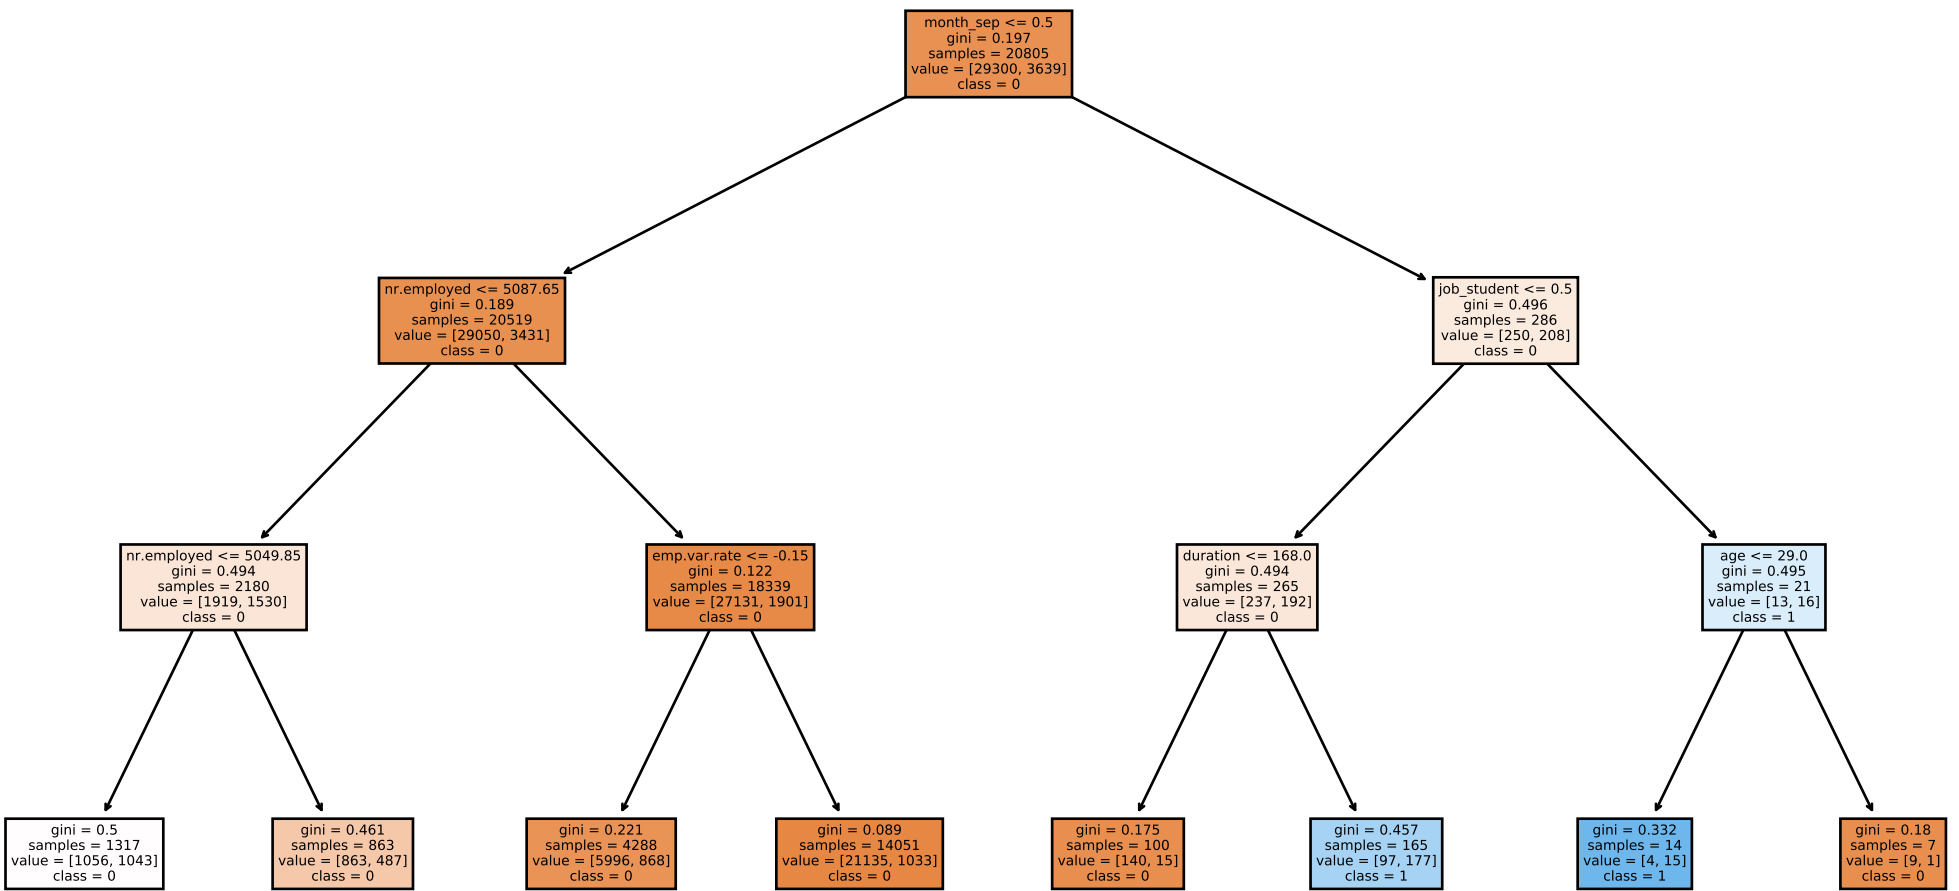 month_sep <= 0.5
gini = 0.197
samples = 20805
value = [29300, 3639]
class = 0
nr.employed <= 5087.65
gini = 0.189
samples = 20519
value = [29050, 3431]
class = 0
job_student <= 0.5
gini = 0.496
samples = 286
value = [250, 208]
class = 0
nr.employed <= 5049.85
gini = 0.494
samples = 2180
value = [1919, 1530]
class = 0
emp.var.rate <= -0.15
gini = 0.122
samples = 18339
value = [27131, 1901]
class = 0
duration <= 168.0
gini = 0.494
samples = 265
value = [237, 192]
class = 0
age <= 29.0
gini = 0.495
samples = 21
value = [13, 16]
class = 1
gini = 0.5
samples = 1317
value = [1056, 1043]
class = 0
gini = 0.461
samples = 863
value = [863, 487]
class = 0
gini = 0.221
samples = 4288
value = [5996, 868]
class = 0
gini = 0.089
samples = 14051
value = [21135, 1033]
class = 0
gini = 0.175
samples = 100
value = [140, 15]
class = 0
gini = 0.457
samples = 165
value = [97, 177]
class = 1
gini = 0.332
samples = 14
value = [4, 15]
class = 1
gini = 0.18
samples = 7
value = [9, 1]
class = 0